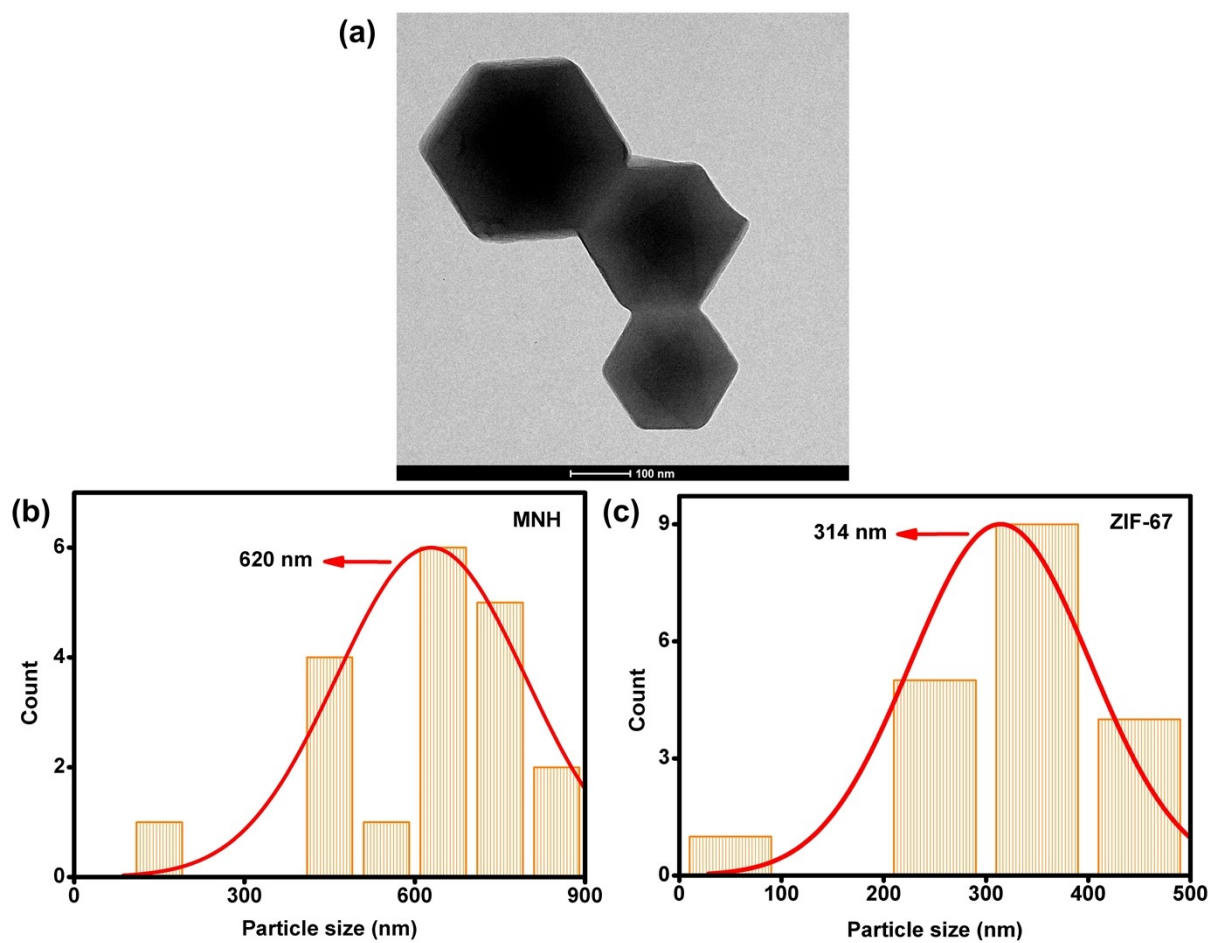 (a)
100 nm
(b)
MNH
620 nm
6
4
2
0
Count
0 300 600 900
Particle size (nm)
(c)
ZIF-67
314 nm
9
6
3
0
Count
0 100 200 300 400 500
Particle size (nm)